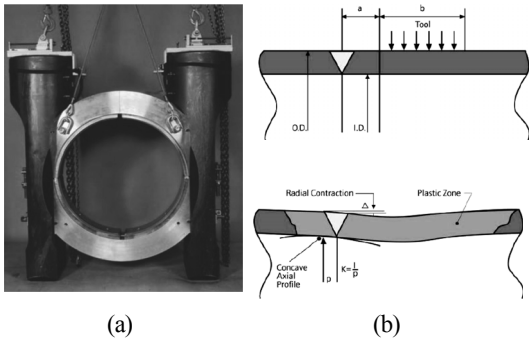 a
b
Tool
O.D.
I.D.
Radial Contraction
Δ
Plastic Zone
Concave
Axial
Profile
p
K=1/p
(a)
(b)